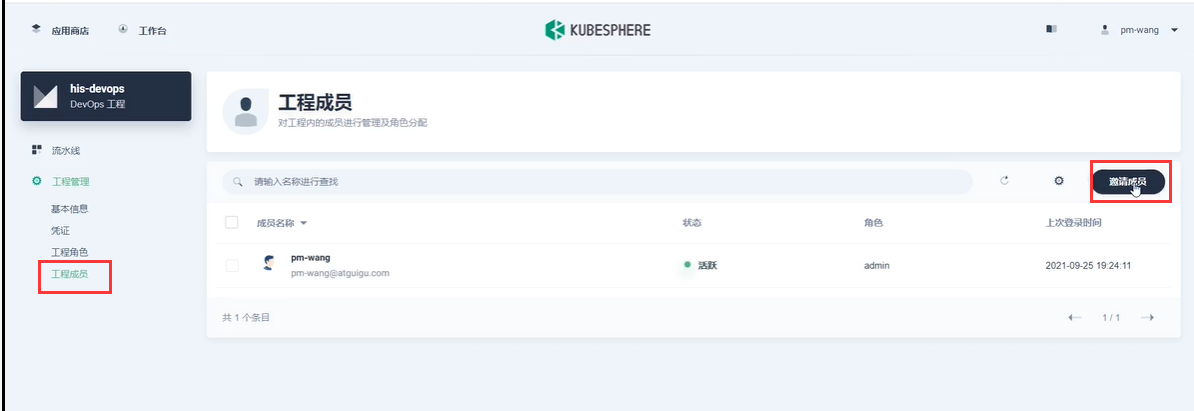 应用商店 工作台 KUBESPHERE pm-wang
his-devops
DevOps 工程
流水线
工程管理
基本信息
凭证
工程角色
工程成员
工程成员
对工程内的成员进行管理及角色分配
请输入名称进行查找 邀请成员
成员名称 状态 角色 上次登录时间
pm-wang
pm-wang@atguigu.com
活跃 admin 2021-09-25 19:24:11
共 1 个条目 1 / 1